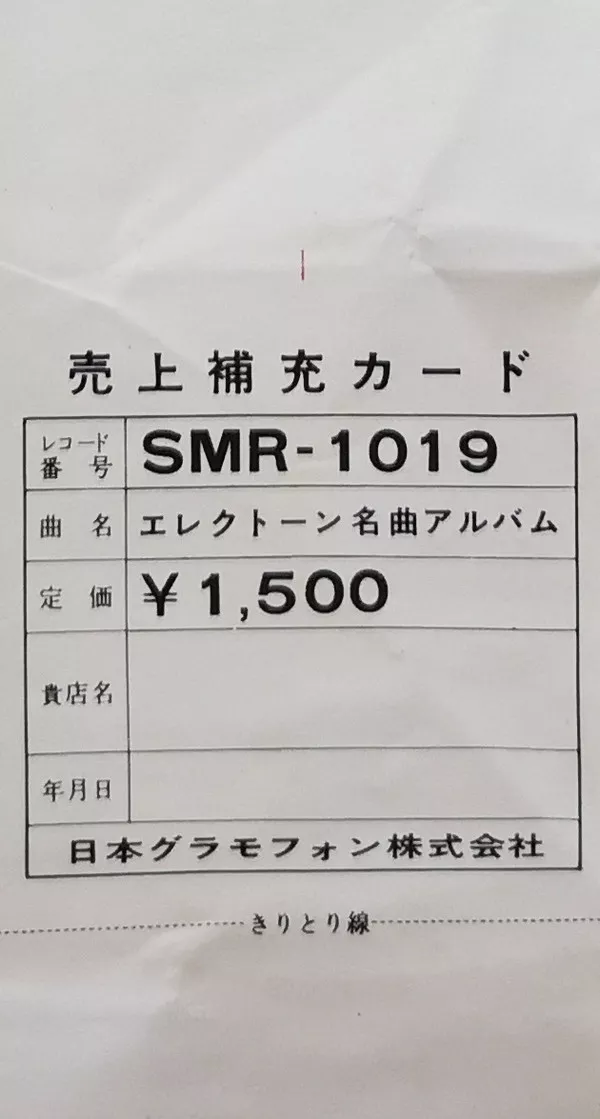 売上補充カード
レコード番号 SMR-1019
曲名 エレクトーン名曲アルバム
定価 ¥1,500
貴店名
年月日
日本グラモフォン株式会社
きりとり線